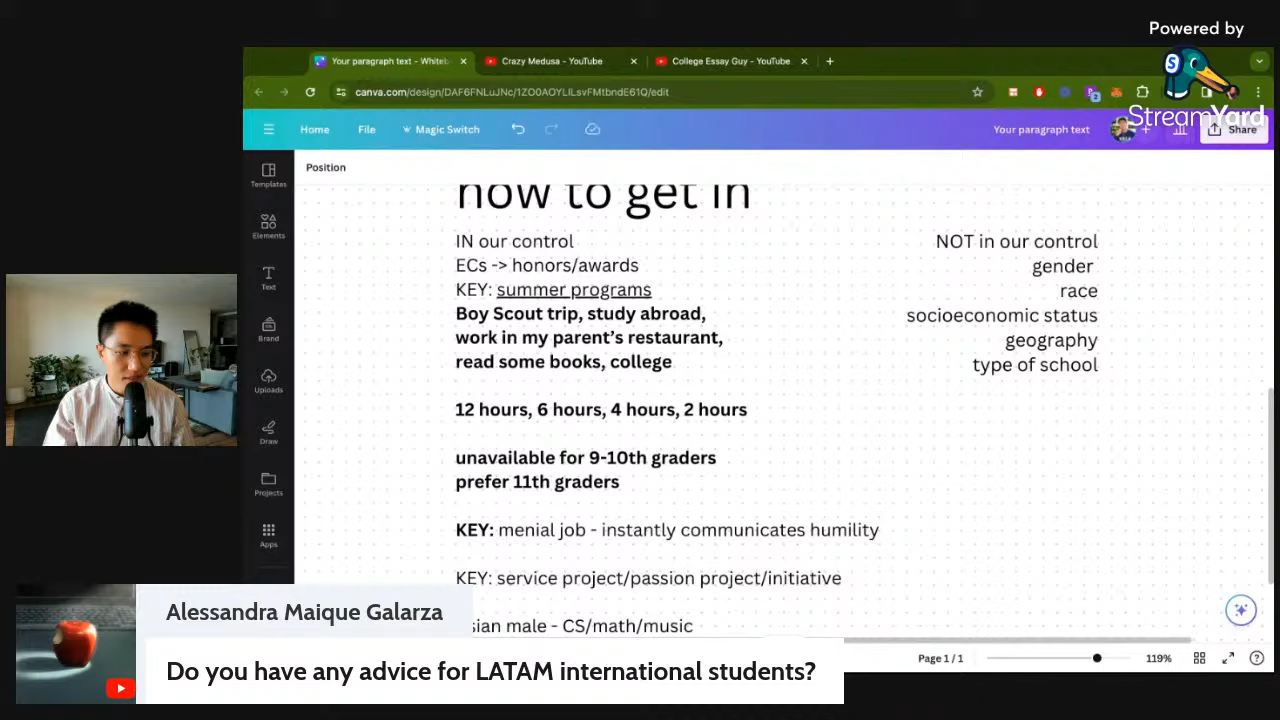 Powered by
StreamYard
Your paragraph text - Whiteb
Crazy Medusa - YouTube
College Essay Guy - YouTube
canva.com/design/DAF6FNLuJNc/1ZO0AOYLILsvFMtbndE61Q/edit
Home
File
Magic Switch
Your paragraph text
Share
Position
Templates
Elements
Text
Brand
Uploads
Draw
Projects
Apps
how to get in
IN our control
ECs -> honors/awards
KEY: summer programs
Boy Scout trip, study abroad,
work in my parent's restaurant,
read some books, college
12 hours, 6 hours, 4 hours, 2 hours
unavailable for 9-10th graders
prefer 11th graders
KEY: menial job - instantly communicates humility
KEY: service project/passion project/initiative
sian male - CS/math/music
NOT in our control
gender
race
socioeconomic status
geography
type of school
Page 1 / 1
119%
Alessandra Maique Galarza
Do you have any advice for LATAM international students?